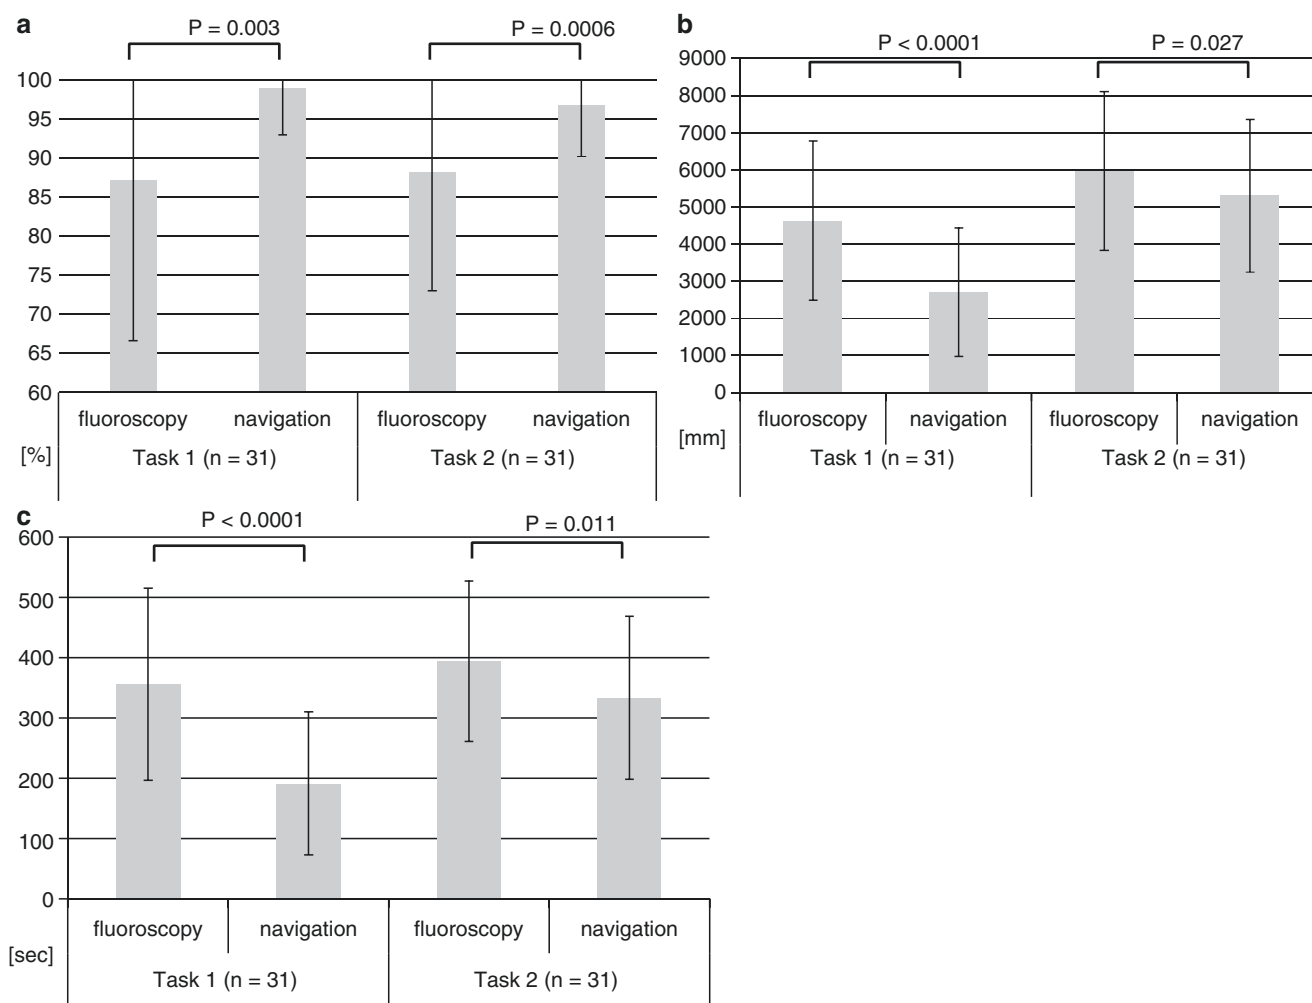 a
P = 0.003
P = 0.0006
100
95
90
85
80
75
70
65
60
fluoroscopy navigation fluoroscopy navigation
[%]
Task 1 (n = 31) Task 2 (n = 31)
b
P < 0.0001
P = 0.027
9000
8000
7000
6000
5000
4000
3000
2000
1000
0
fluoroscopy navigation fluoroscopy navigation
[mm]
Task 1 (n = 31) Task 2 (n = 31)
c
P < 0.0001
P = 0.011
600
500
400
300
200
100
0
fluoroscopy navigation fluoroscopy navigation
[sec]
Task 1 (n = 31) Task 2 (n = 31)